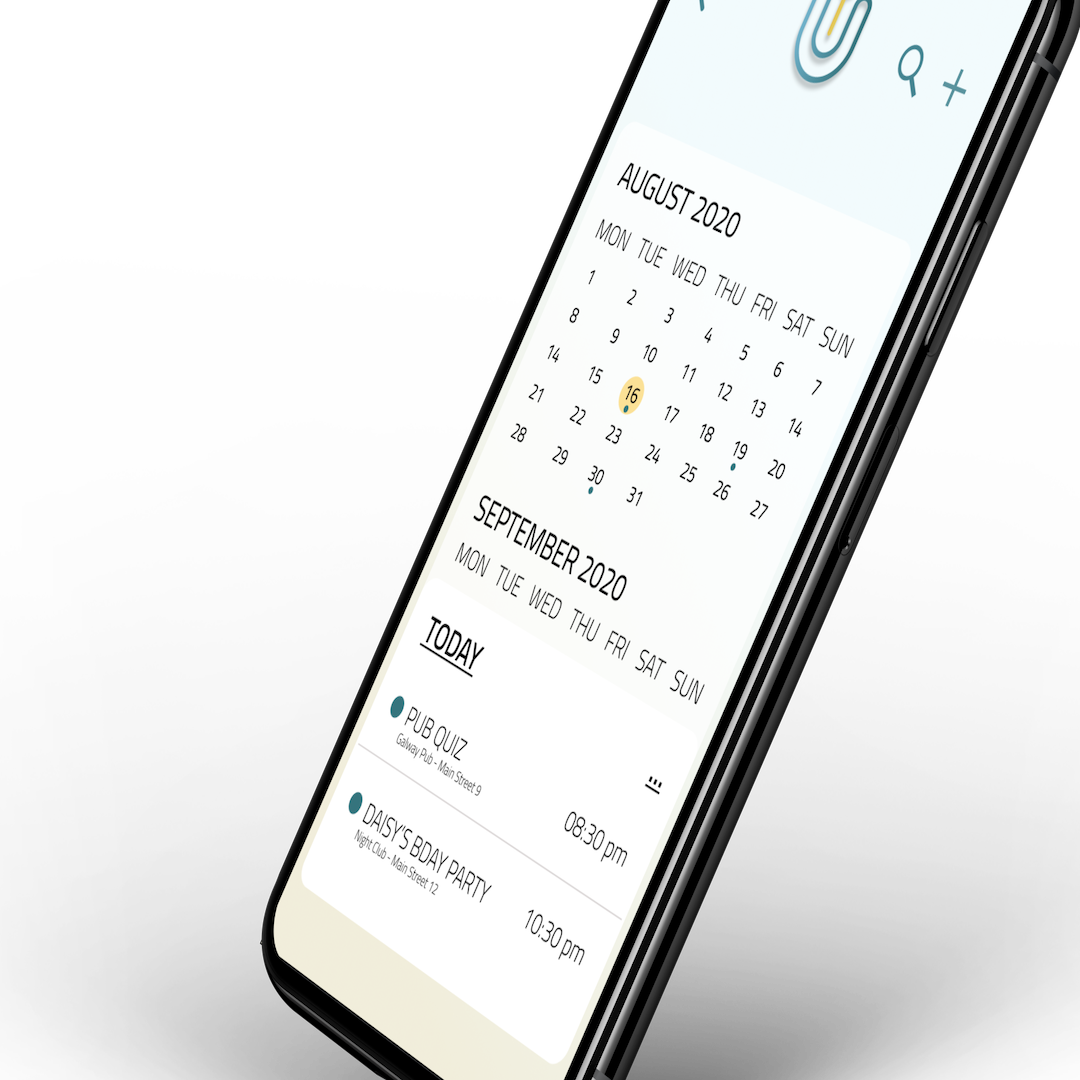 AUGUST 2020
MON TUE WED THU FRI SAT SUN
1 2 3 4 5 6 7
8 9 10 11 12 13 14
14 15 16 17 18 19 20
21 22 23 24 25 26 27
28 29 30 31
SEPTEMBER 2020
MON TUE WED THU FRI SAT SUN
TODAY
PUB QUIZ
Galway Pub - Main Street 9
08:30 pm
DAISY'S BDAY PARTY
Night Club - Main Street 12
10:30 pm